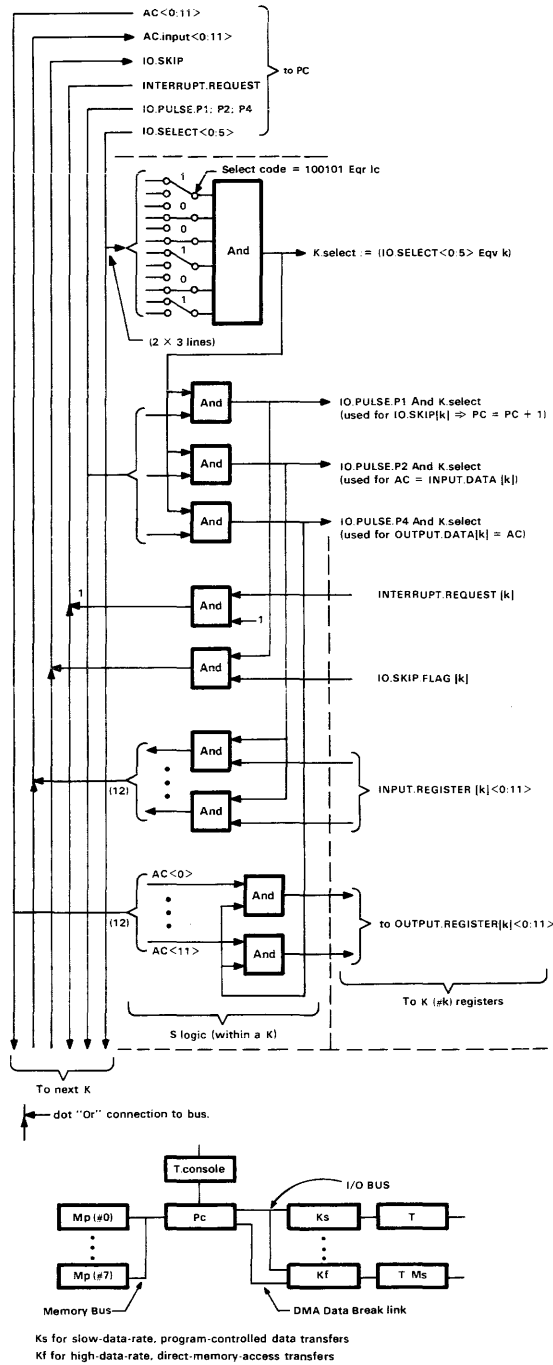 AC<0:11>
AC.input<0:11>
IO.SKIP
INTERRUPT.REQUEST
IO.PULSE.P1; P2; P4
IO.SELECT<0:5>
to PC
1
Select code = 100101 Eqr Ic
0
0
And
K.select := (IO.SELECT<0:5> Eqv k)
1
0
1
(2 × 3 lines)
And
IO.PULSE.P1 And K.select
(used for IO.SKIP[k] ⇒ PC = PC + 1)
And
IO.PULSE.P2 And K.select
(used for AC = INPUT.DATA [k])
And
IO.PULSE.P4 And K.select
(used for OUTPUT.DATA[k] = AC)
1
And
INTERRUPT.REQUEST [k]
1
And
IO.SKIP.FLAG [k]
And
(12)
INPUT.REGISTER [k]<0:11>
And
AC<0>
And
(12)
to OUTPUT.REGISTER[k]<0:11>
AC<11>
And
S logic (within a K)
To K (#k) registers
To next K
dot "Or" connection to bus.
T.console
I/O BUS
Mp (#0)
Pc
Ks
T
Mp (#7)
Kf
T Ms
Memory Bus
DMA Data Break link
Ks for slow-data-rate, program-controlled data transfers
Kf for high-data-rate, direct-memory-access transfers